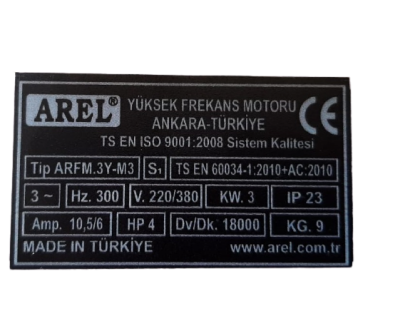 AREL® YÜKSEK FREKANS MOTORU CE
ANKARA-TÜRKİYE
TS EN ISO 9001:2008 Sistem Kalitesi
Tip ARFM.3Y-M3 S1 TS EN 60034-1:2010+AC:2010
3 ~ Hz. 300 V. 220/380 KW. 3 IP 23
Amp. 10,5/6 HP 4 Dv/Dk. 18000 KG. 9
MADE IN TÜRKİYE www.arel.com.tr